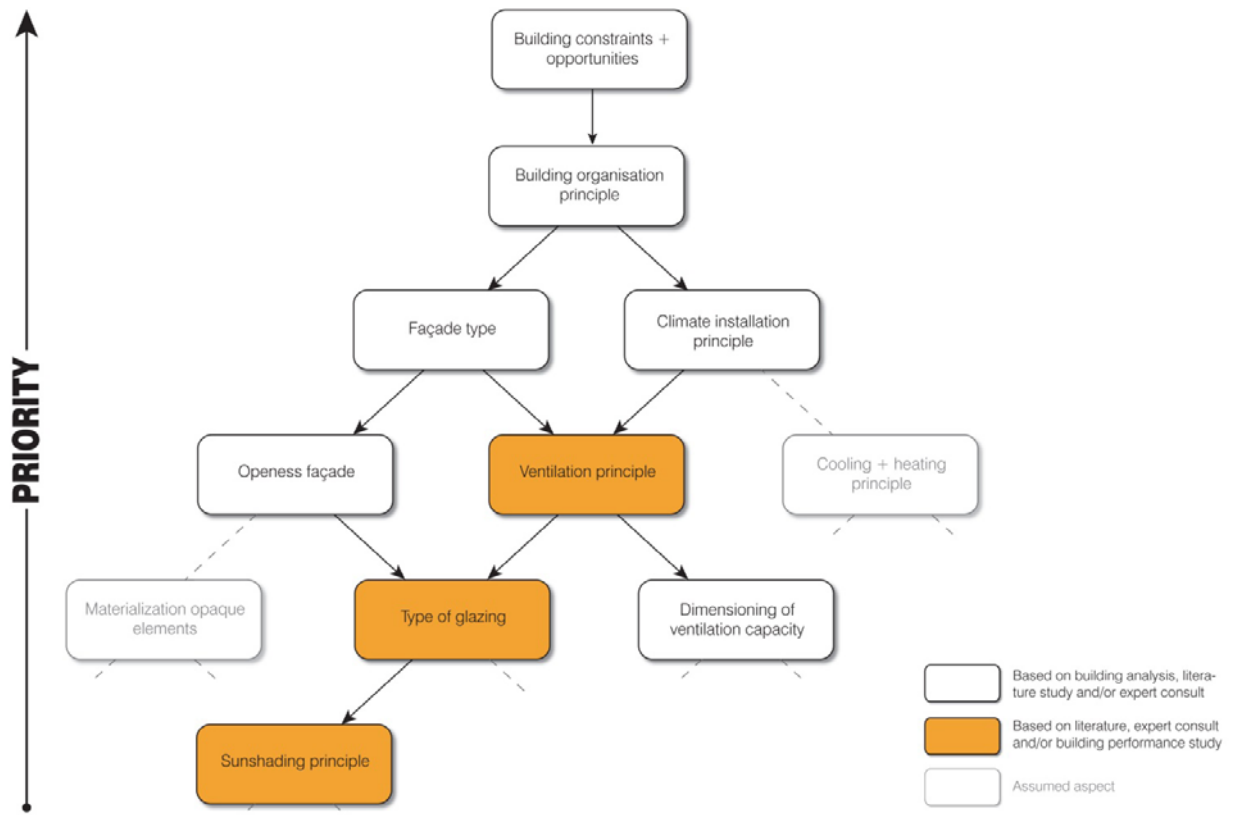 PRIORITY
Building constraints +
opportunities
Building organisation
principle
Façade type
Climate installation
principle
Openess façade
Ventilation principle
Cooling + heating
principle
Materialization opaque
elements
Type of glazing
Dimensioning of
ventilation capacity
Sunshading principle
Based on building analysis, litera-
ture study and/or expert consult
Based on literature, expert consult
and/or building performance study
Assumed aspect